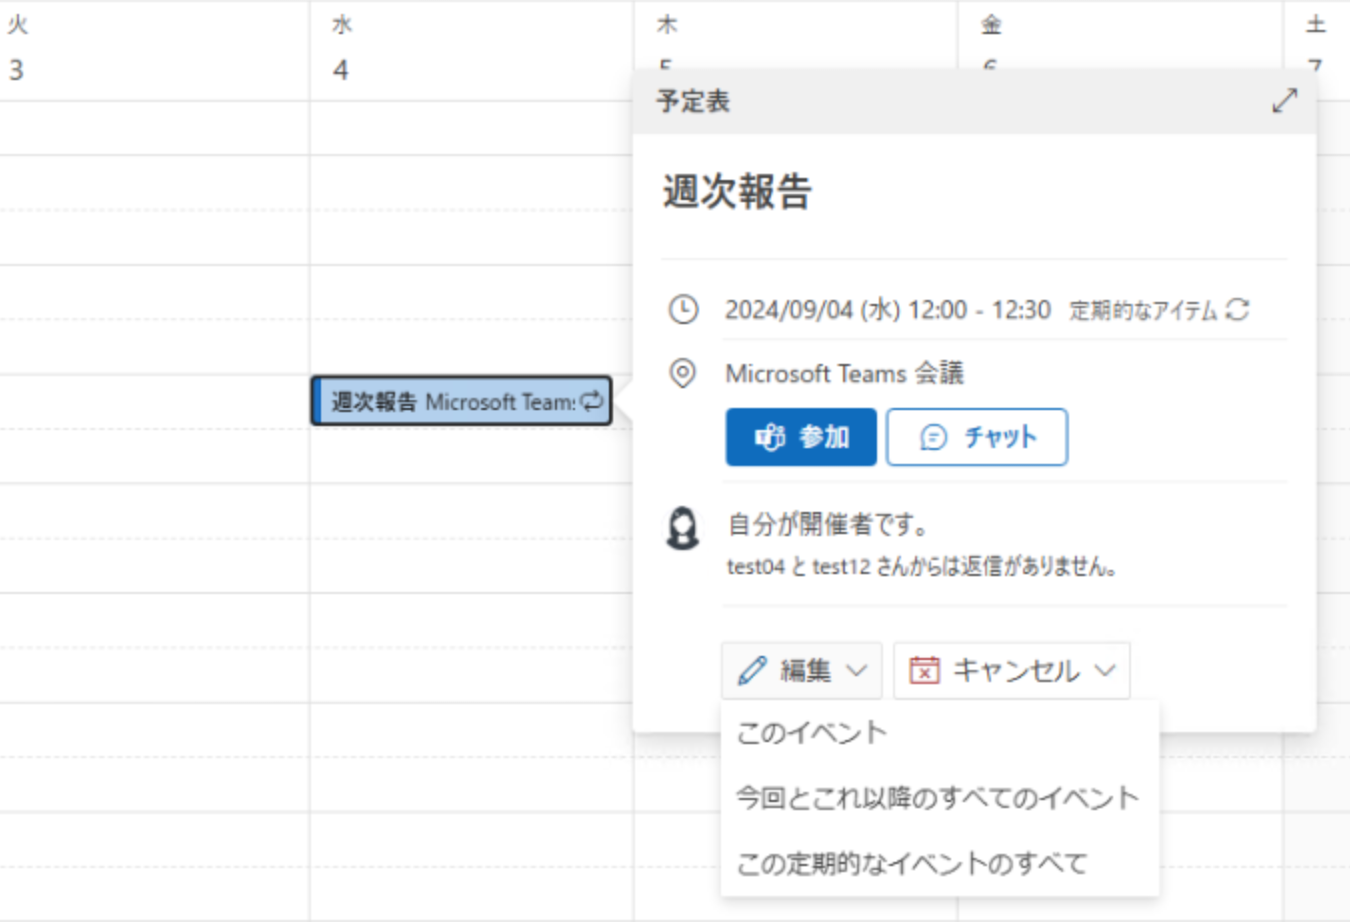 火 水 木 金 土
3 4 5 6 7
予定表
週次報告
2024/09/04 (水) 12:00 - 12:30 定期的なアイテム
Microsoft Teams 会議
週次報告 Microsoft Teams
参加 チャット
自分が開催者です。
test04 と test12 さんからは返信がありません。
編集 キャンセル
このイベント
今回とこれ以降のすべてのイベント
この定期的なイベントのすべて